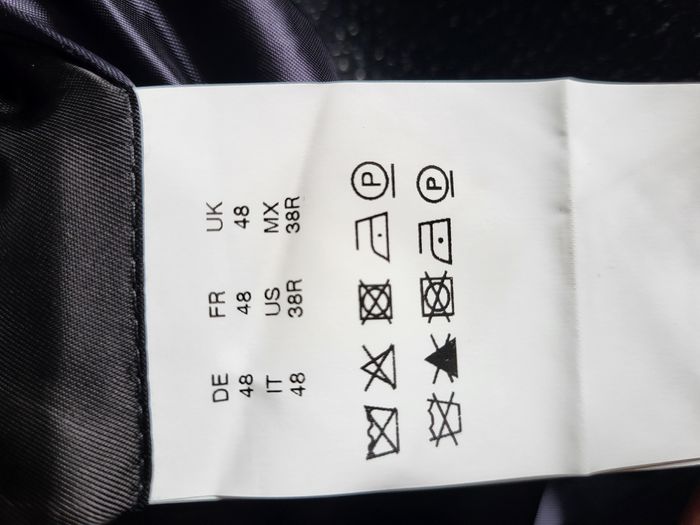 DE FR UK
48 48 48
IT US MX
48 38R 38R
P
P